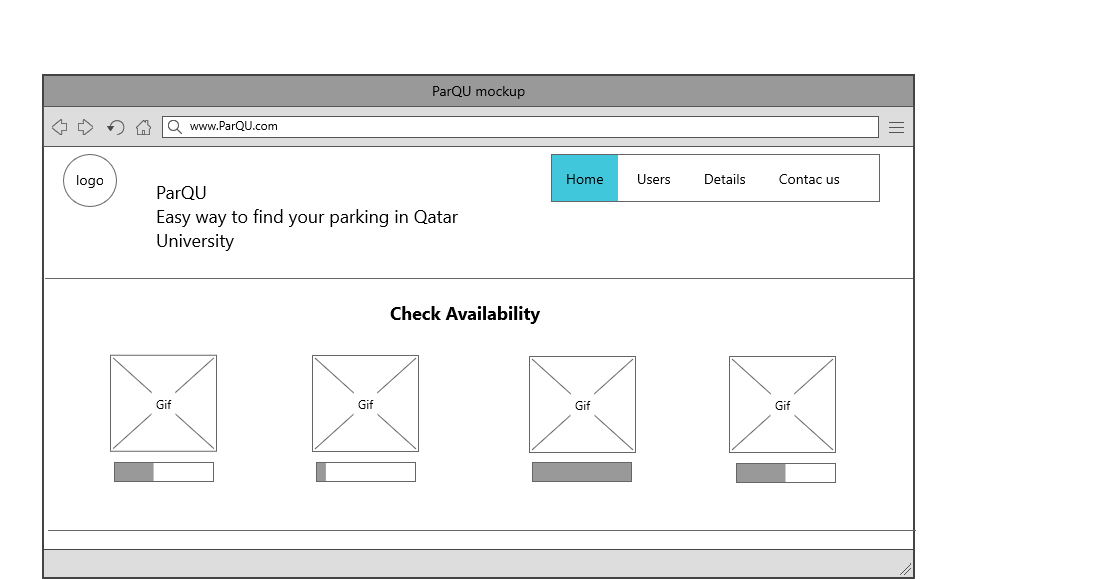 ParQU mockup
www.ParQU.com
logo
Home Users Details Contac us
ParQU
Easy way to find your parking in Qatar
University
Check Availability
Gif Gif Gif Gif